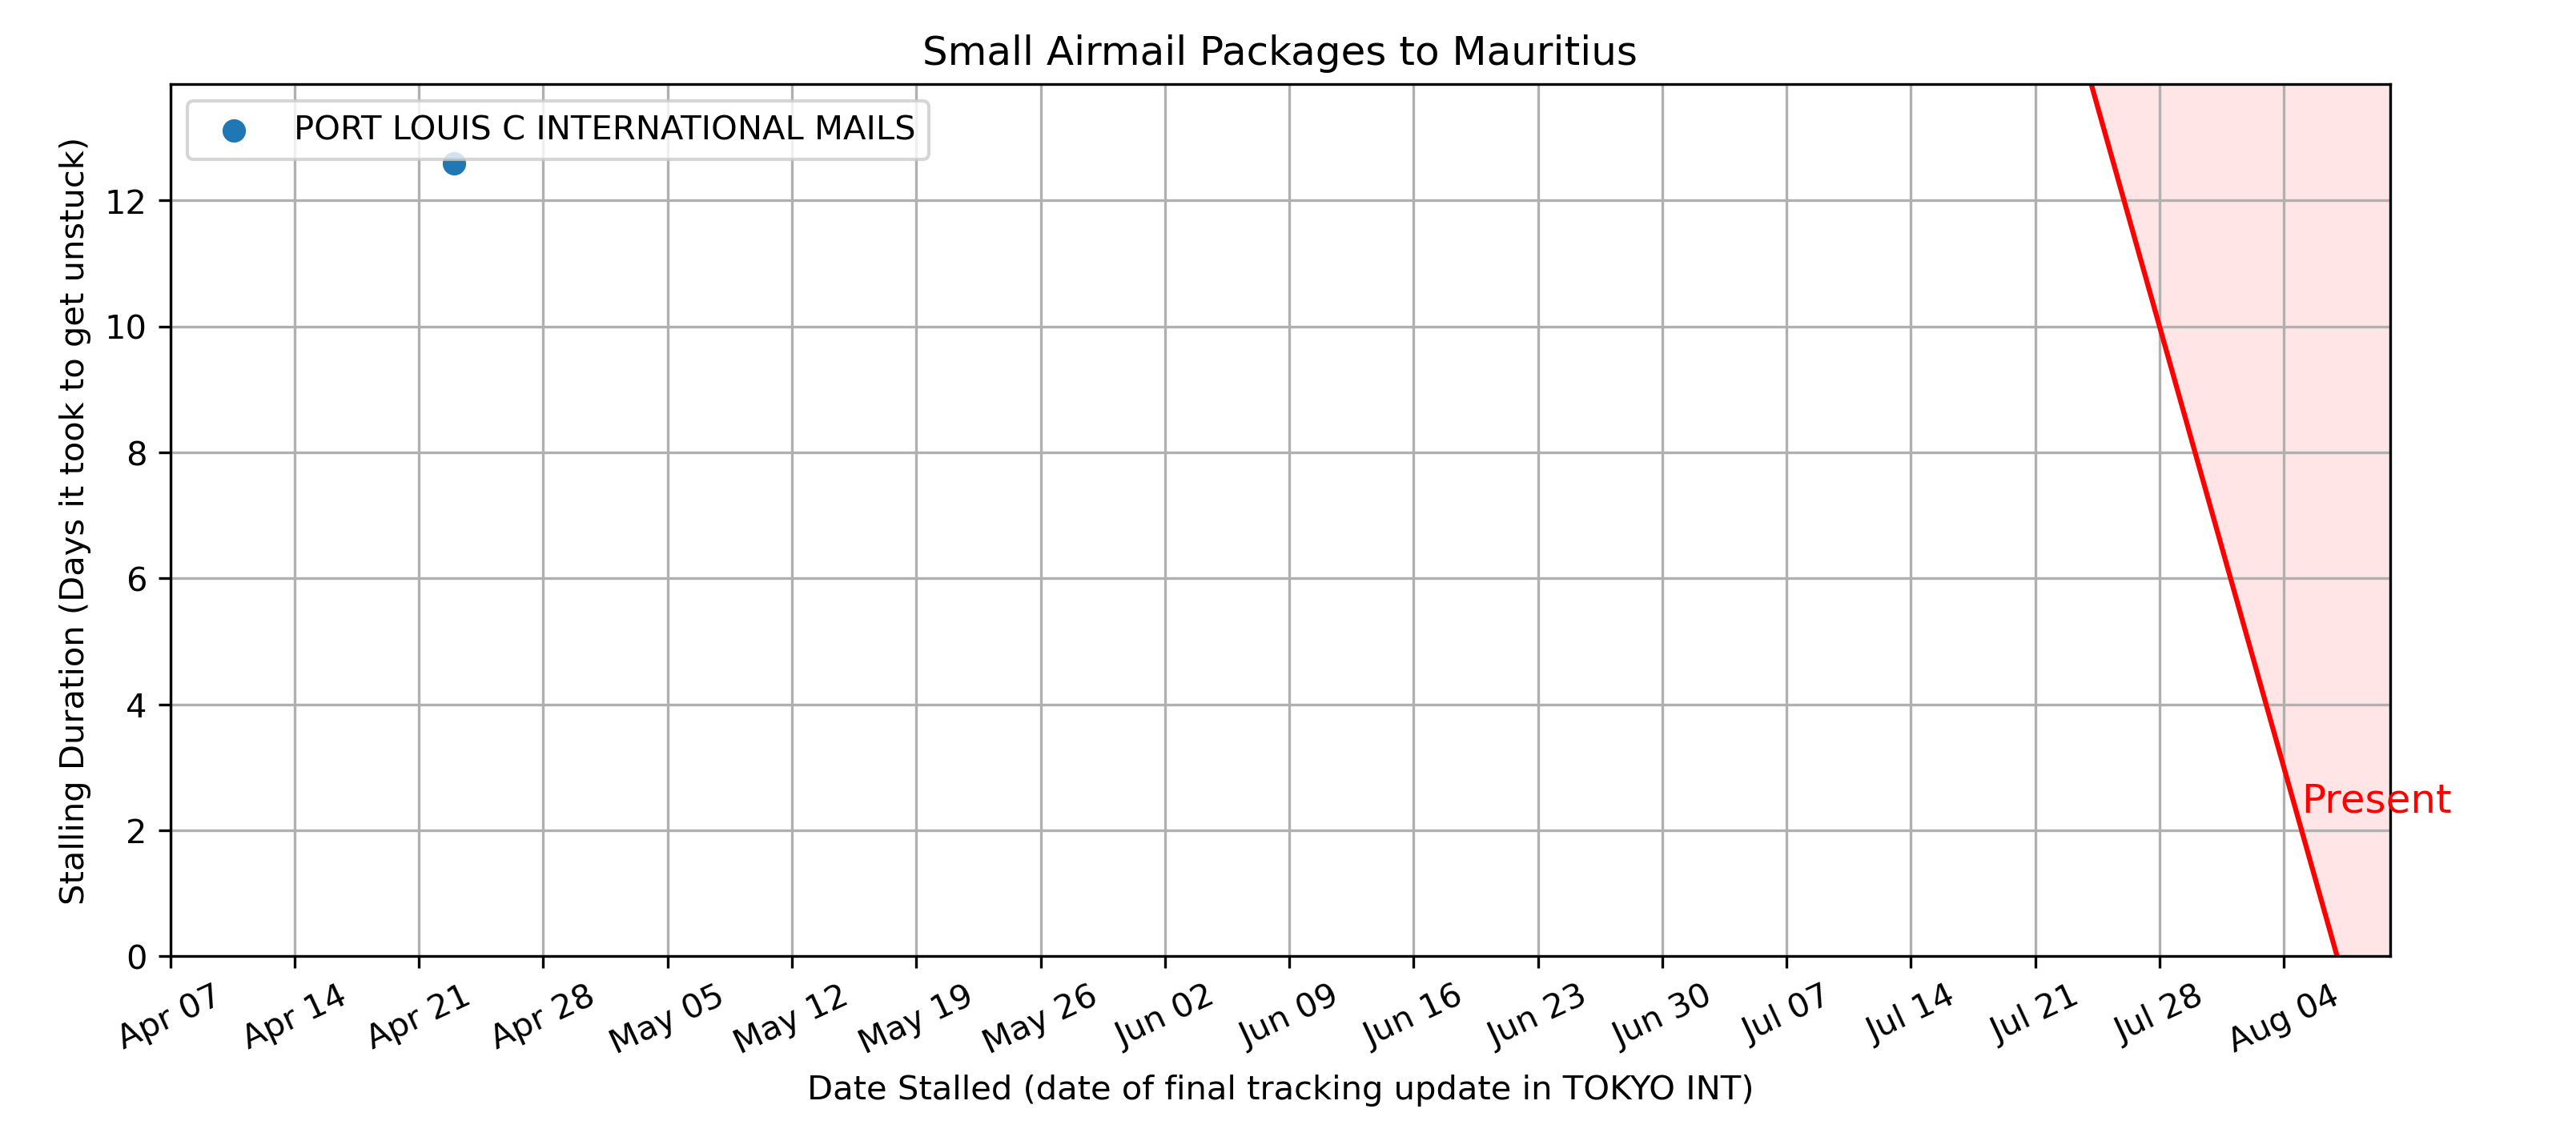 Small Airmail Packages to Mauritius
PORT LOUIS C INTERNATIONAL MAILS
Stalling Duration (Days it took to get unstuck)
12
10
8
6
4
2
0
Present
Apr 07
Apr 14
Apr 21
Apr 28
May 05
May 12
May 19
May 26
Jun 02
Jun 09
Jun 16
Jun 23
Jun 30
Jul 07
Jul 14
Jul 21
Jul 28
Aug 04
Date Stalled (date of final tracking update in TOKYO INT)